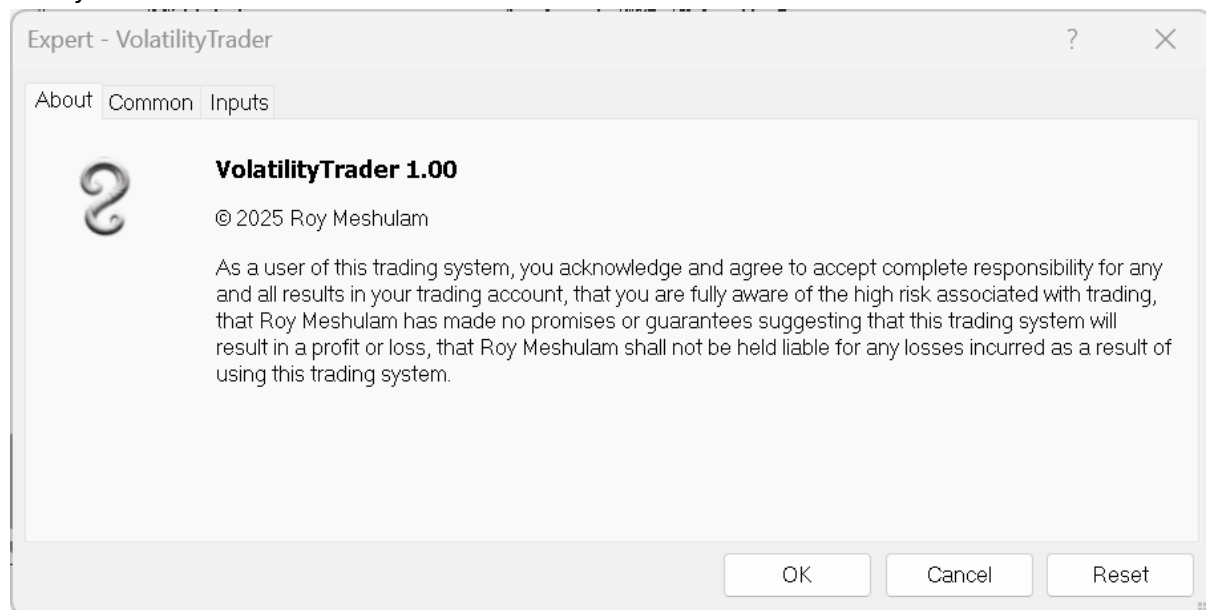 Expert - VolatilityTrader
?
About Common Inputs
VolatilityTrader 1.00
© 2025 Roy Meshulam
As a user of this trading system, you acknowledge and agree to accept complete responsibility for any
and all results in your trading account, that you are fully aware of the high risk associated with trading,
that Roy Meshulam has made no promises or guarantees suggesting that this trading system will
result in a profit or loss, that Roy Meshulam shall not be held liable for any losses incurred as a result of
using this trading system.
OK Cancel Reset